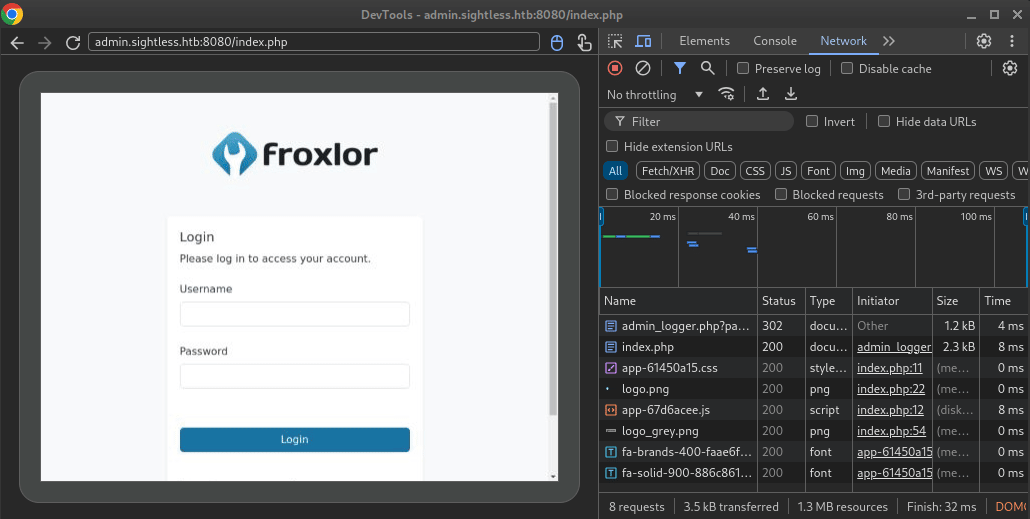 DevTools - admin.sightless.htb:8080/index.php
admin.sightless.htb:8080/index.php
Elements Console Network
Preserve log Disable cache
No throttling
Filter Invert Hide data URLs
Hide extension URLs
All Fetch/XHR Doc CSS JS Font Img Media Manifest WS W
Blocked response cookies Blocked requests 3rd-party requests
20 ms 40 ms 60 ms 80 ms 100 ms
Name Status Type Initiator Size Time
admin_logger.php?pa... 302 docu... Other 1.2 kB 4 ms
index.php 200 docu... admin_logger 2.3 kB 8 ms
app-61450a15.css 200 style... index.php:11 (me... 0 ms
logo.png 200 png index.php:22 (me... 0 ms
app-67d6acee.js 200 script index.php:12 (disk... 8 ms
logo_grey.png 200 png index.php:54 (me... 0 ms
fa-brands-400-faae6f... 200 font app-61450a15 (me... 0 ms
fa-solid-900-886c861... 200 font app-61450a15 (me... 0 ms
8 requests 3.5 kB transferred 1.3 MB resources Finish: 32 ms DOMC
froxlor
Login
Please log in to access your account.
Username
Password
Login